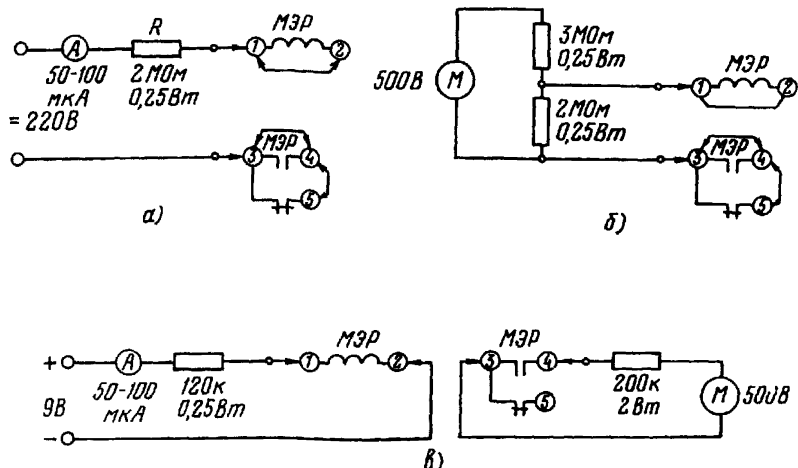 A
50-100
мкА
= 220В
R
2 МОм
0,25Вт
МЭР
1
2
МЭР
3
4
5
а)
500В
М
3МОм
0,25Вт
2МОм
0,25Вт
МЭР
1
2
МЭР
3
4
5
б)
+
9В
−
A
50-100
мкА
120к
0,25Вт
МЭР
1
2
МЭР
3
4
5
200к
2Вт
М
500В
в)